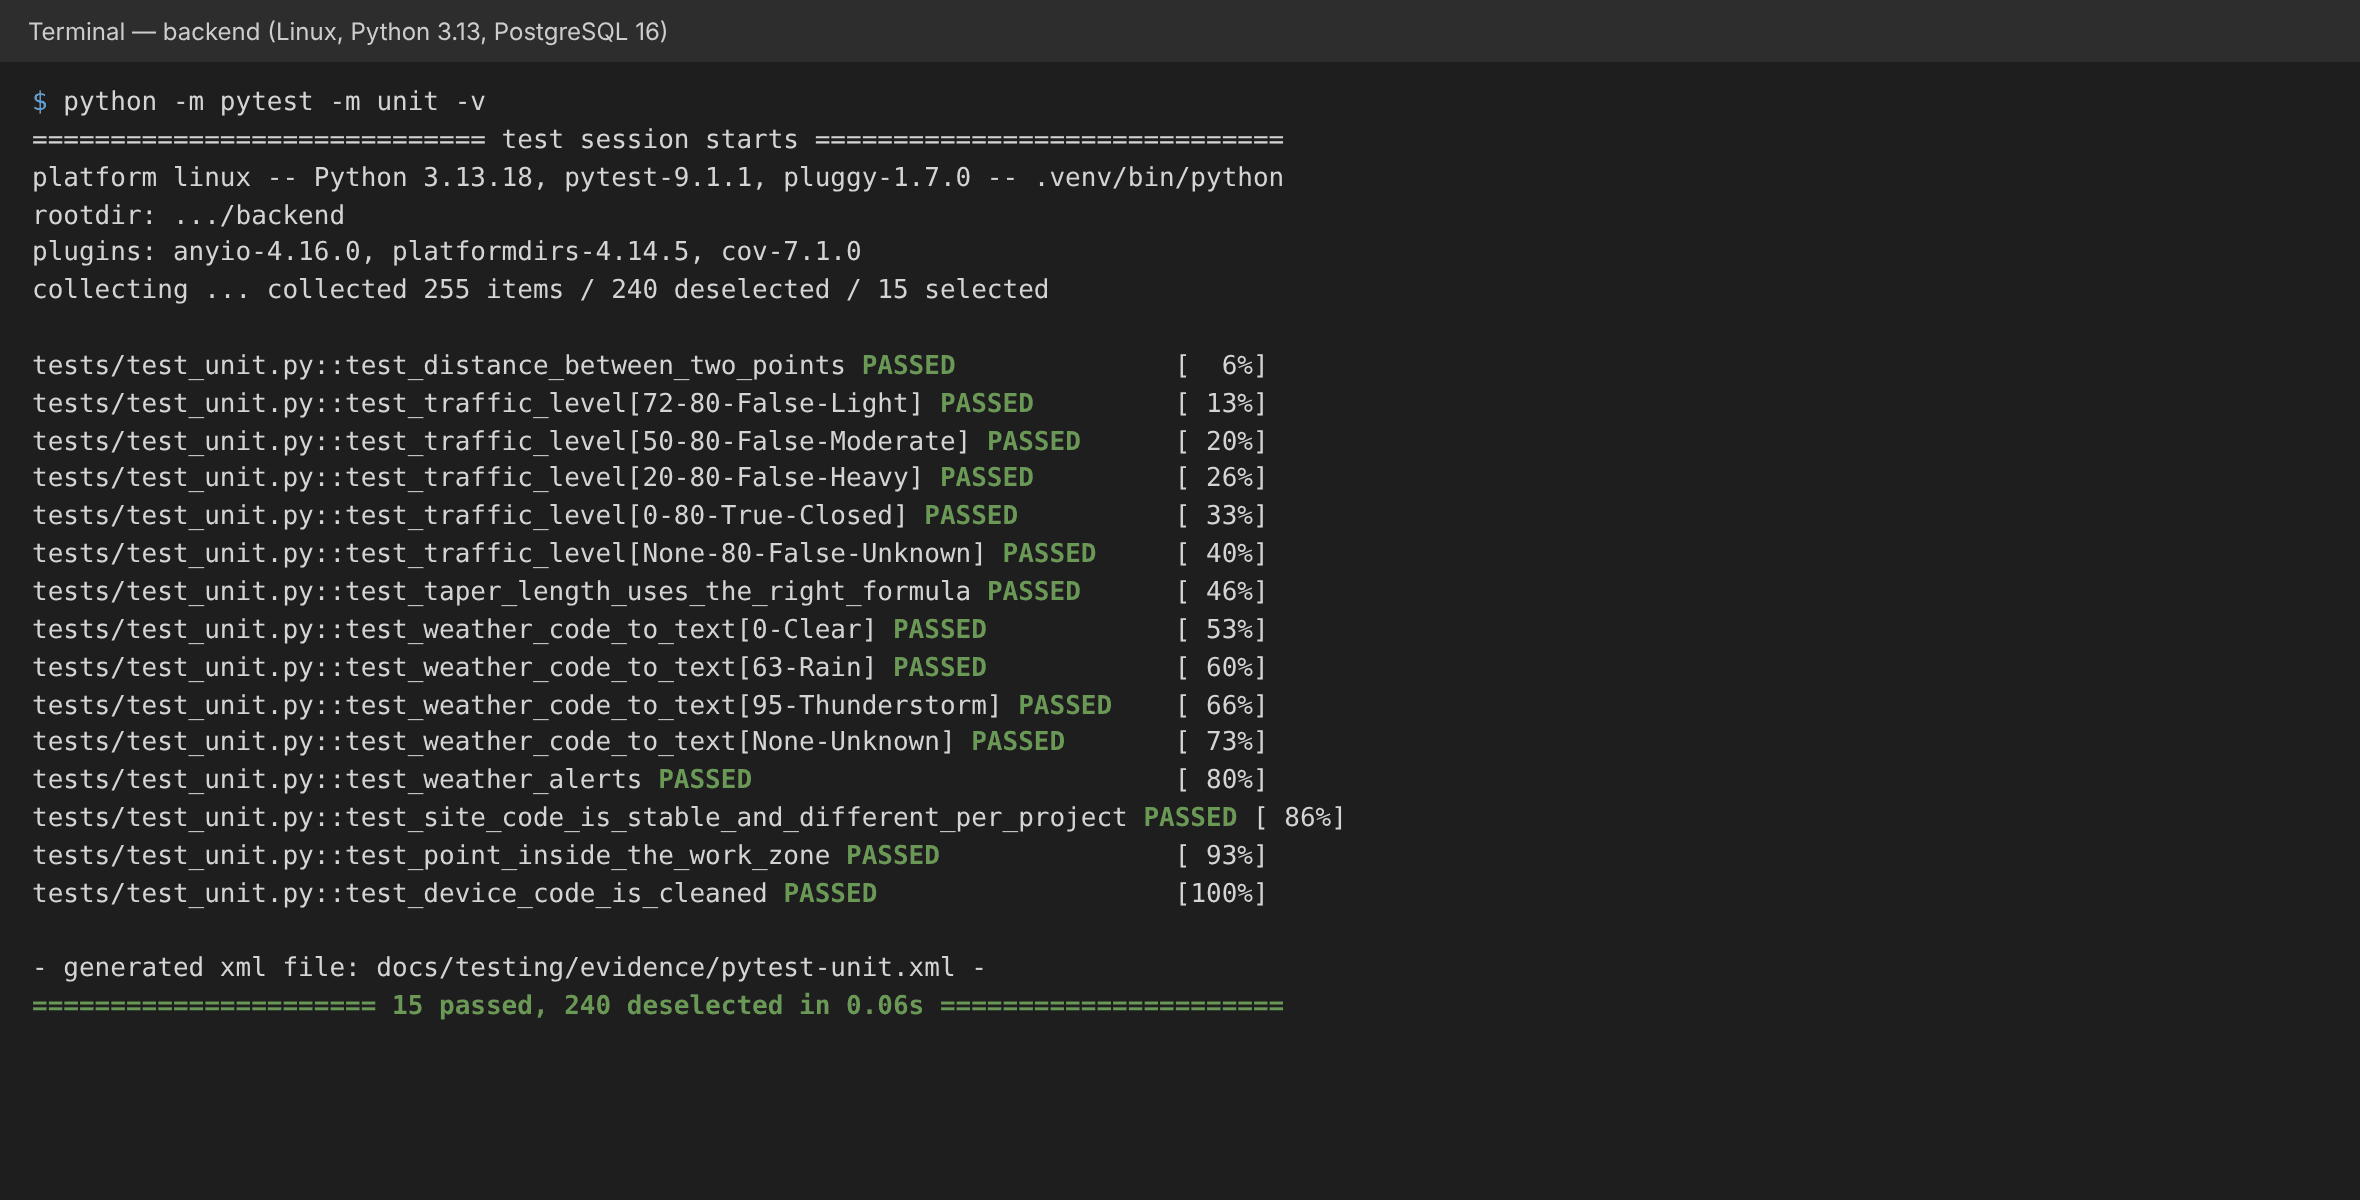 Terminal — backend (Linux, Python 3.13, PostgreSQL 16)
$ python -m pytest -m unit -v
============================= test session starts ==============================
platform linux -- Python 3.13.18, pytest-9.1.1, pluggy-1.7.0 -- .venv/bin/python
rootdir: .../backend
plugins: anyio-4.16.0, platformdirs-4.14.5, cov-7.1.0
collecting ... collected 255 items / 240 deselected / 15 selected
tests/test_unit.py::test_distance_between_two_points PASSED              [  6%]
tests/test_unit.py::test_traffic_level[72-80-False-Light] PASSED         [ 13%]
tests/test_unit.py::test_traffic_level[50-80-False-Moderate] PASSED      [ 20%]
tests/test_unit.py::test_traffic_level[20-80-False-Heavy] PASSED         [ 26%]
tests/test_unit.py::test_traffic_level[0-80-True-Closed] PASSED          [ 33%]
tests/test_unit.py::test_traffic_level[None-80-False-Unknown] PASSED     [ 40%]
tests/test_unit.py::test_taper_length_uses_the_right_formula PASSED      [ 46%]
tests/test_unit.py::test_weather_code_to_text[0-Clear] PASSED            [ 53%]
tests/test_unit.py::test_weather_code_to_text[63-Rain] PASSED            [ 60%]
tests/test_unit.py::test_weather_code_to_text[95-Thunderstorm] PASSED    [ 66%]
tests/test_unit.py::test_weather_code_to_text[None-Unknown] PASSED       [ 73%]
tests/test_unit.py::test_weather_alerts PASSED                           [ 80%]
tests/test_unit.py::test_site_code_is_stable_and_different_per_project PASSED [ 86%]
tests/test_unit.py::test_point_inside_the_work_zone PASSED               [ 93%]
tests/test_unit.py::test_device_code_is_cleaned PASSED                   [100%]
- generated xml file: docs/testing/evidence/pytest-unit.xml -
====================== 15 passed, 240 deselected in 0.06s ======================